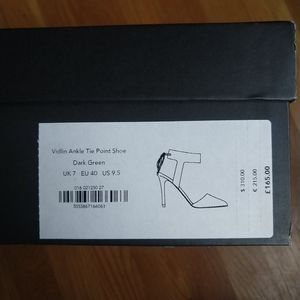 Vidlin Ankle Tie Point Shoe
Dark Green
UK 7 EU 40 US 9.5
$ 310.00
€ 215.00
£165.00